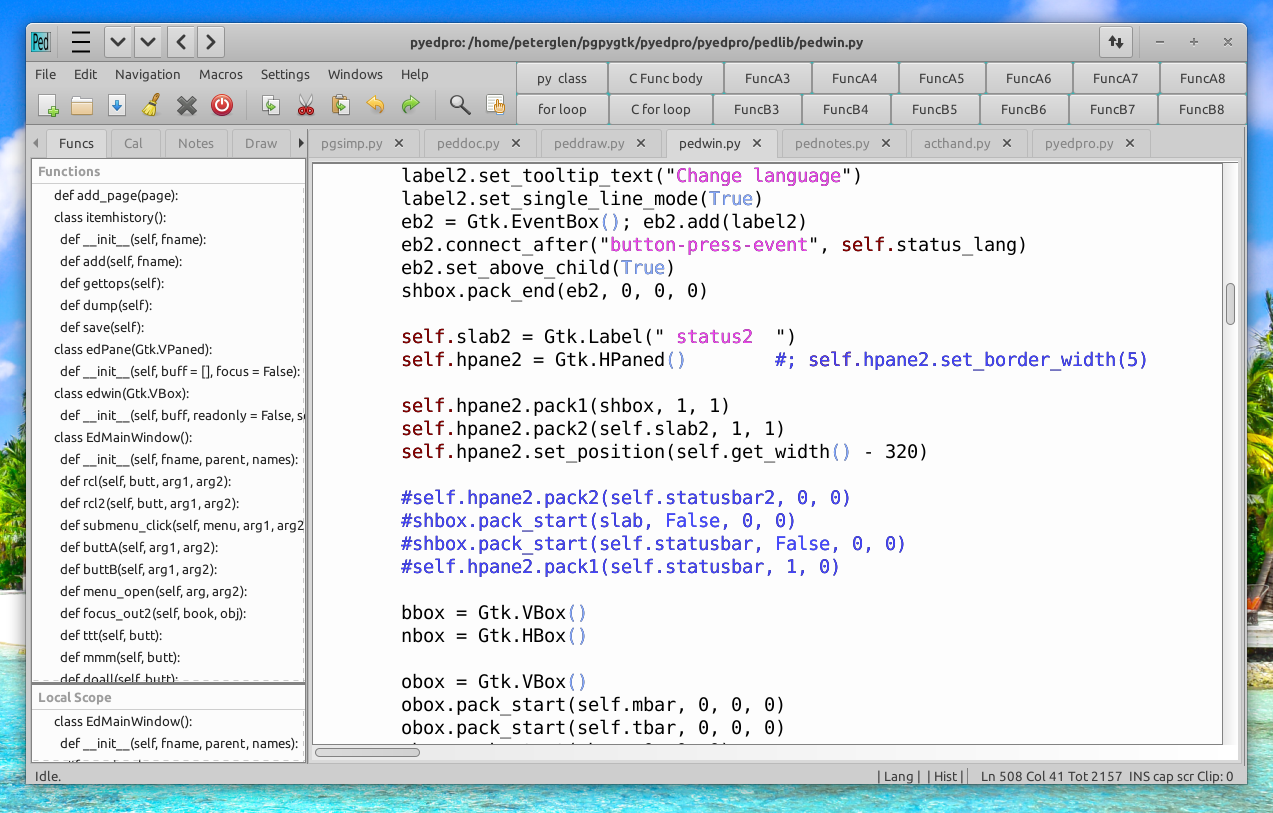 Ped
pyedpro: /home/peterglen/pgpygtk/pyedpro/pyedpro/pedlib/pedwin.py
File Edit Navigation Macros Settings Windows Help
py class C Func body FuncA3 FuncA4 FuncA5 FuncA6 FuncA7 FuncA8
for loop C for loop FuncB3 FuncB4 FuncB5 FuncB6 FuncB7 FuncB8
Funcs Cal Notes Draw
pgsimp.py peddoc.py peddraw.py pedwin.py pednotes.py acthand.py pyedpro.py
Functions
def add_page(page):
class itemhistory():
def __init__(self, fname):
def add(self, fname):
def gettops(self):
def dump(self):
def save(self):
class edPane(Gtk.VPaned):
def __init__(self, buff = [], focus = False):
class edwin(Gtk.VBox):
def __init__(self, buff, readonly = False, s
class EdMainWindow():
def __init__(self, fname, parent, names):
def rcl(self, butt, arg1, arg2):
def rcl2(self, butt, arg1, arg2):
def submenu_click(self, menu, arg1, arg2
def buttA(self, arg1, arg2):
def buttB(self, arg1, arg2):
def menu_open(self, arg, arg2):
def focus_out2(self, book, obj):
def ttt(self, butt):
def mmm(self, butt):
def doall(self, butt):
Local Scope
class EdMainWindow():
def __init__(self, fname, parent, names):
label2.set_tooltip_text("Change language")
label2.set_single_line_mode(True)
eb2 = Gtk.EventBox(); eb2.add(label2)
eb2.connect_after("button-press-event", self.status_lang)
eb2.set_above_child(True)
shbox.pack_end(eb2, 0, 0, 0)
self.slab2 = Gtk.Label(" status2  ")
self.hpane2 = Gtk.HPaned()        #; self.hpane2.set_border_width(5)
self.hpane2.pack1(shbox, 1, 1)
self.hpane2.pack2(self.slab2, 1, 1)
self.hpane2.set_position(self.get_width() - 320)
#self.hpane2.pack2(self.statusbar2, 0, 0)
#shbox.pack_start(slab, False, 0, 0)
#shbox.pack_start(self.statusbar, False, 0, 0)
#self.hpane2.pack1(self.statusbar, 1, 0)
bbox = Gtk.VBox()
nbox = Gtk.HBox()
obox = Gtk.VBox()
obox.pack_start(self.mbar, 0, 0, 0)
obox.pack_start(self.tbar, 0, 0, 0)
Idle.
| Lang | | Hist | Ln 508 Col 41 Tot 2157 INS cap scr Clip: 0